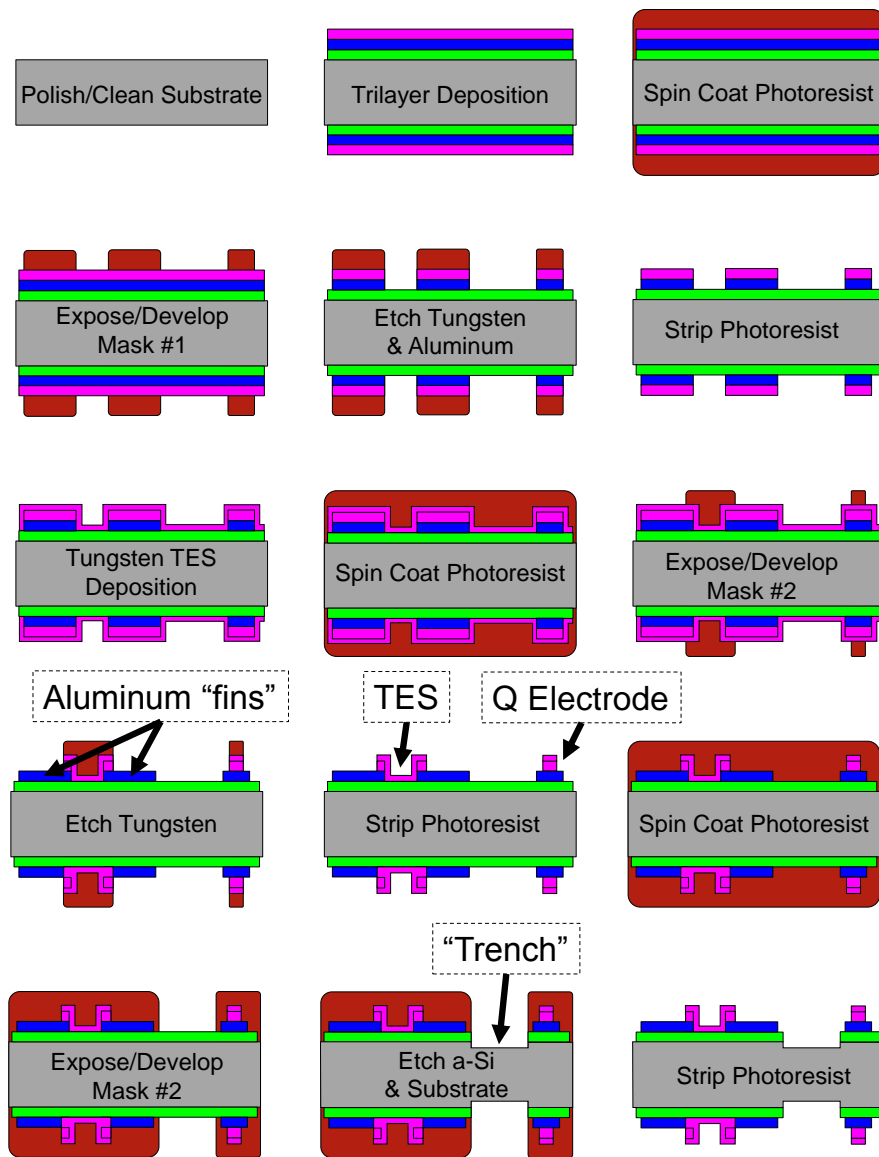 Polish/Clean Substrate
Trilayer Deposition
Spin Coat Photoresist
Expose/Develop
Mask #1
Etch Tungsten
& Aluminum
Strip Photoresist
Tungsten TES
Deposition
Spin Coat Photoresist
Expose/Develop
Mask #2
Aluminum “fins”
TES
Q Electrode
Etch Tungsten
Strip Photoresist
Spin Coat Photoresist
“Trench”
Expose/Develop
Mask #2
Etch a-Si
& Substrate
Strip Photoresist